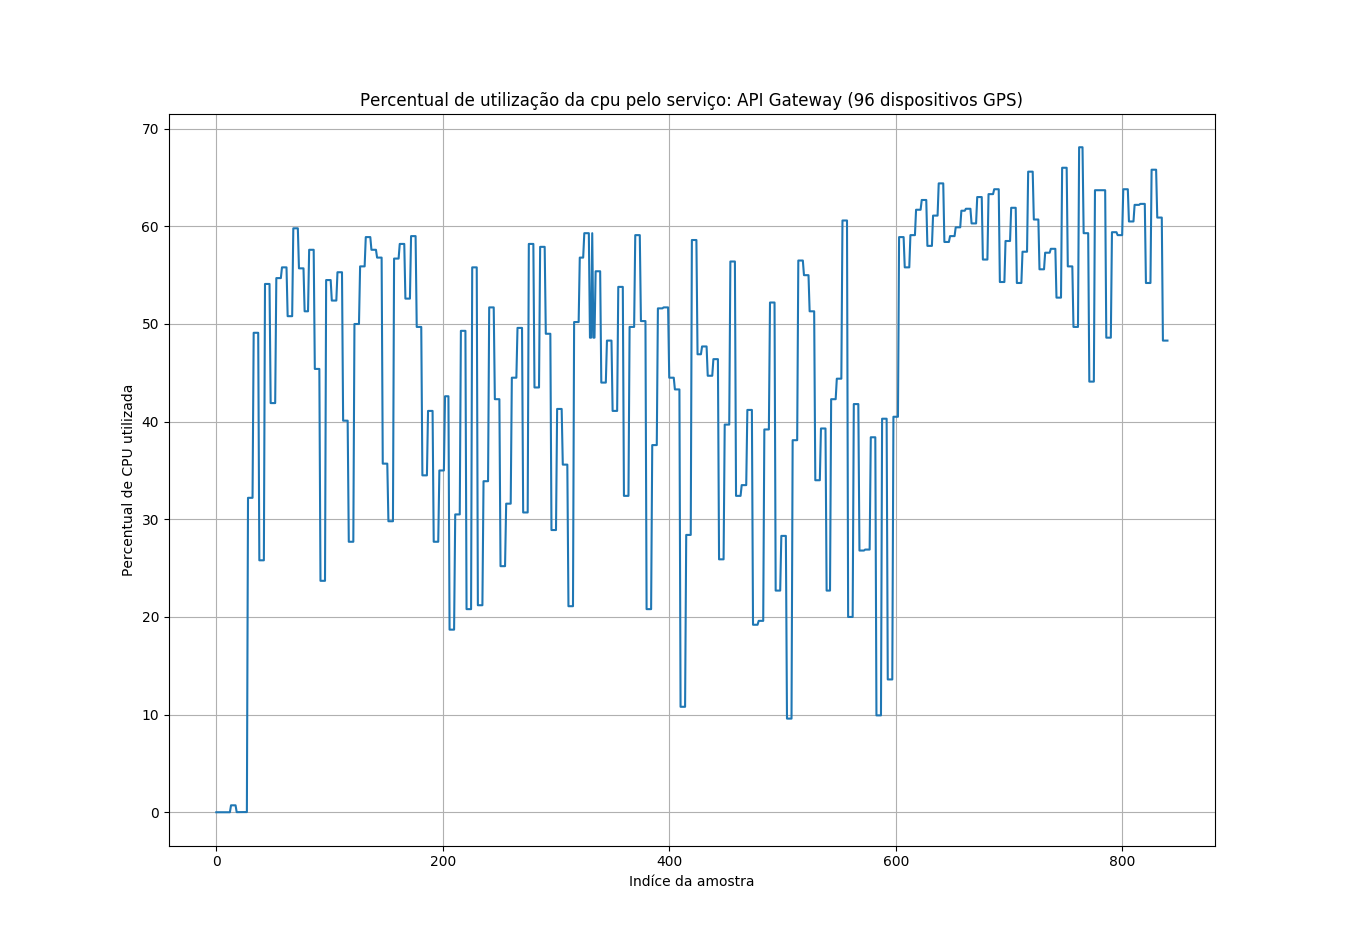 Percentual de utilização da cpu pelo serviço: API Gateway (96 dispositivos GPS)
70
60
50
40
30
20
10
0
Percentual de CPU utilizada
0 200 400 600 800
Indíce da amostra